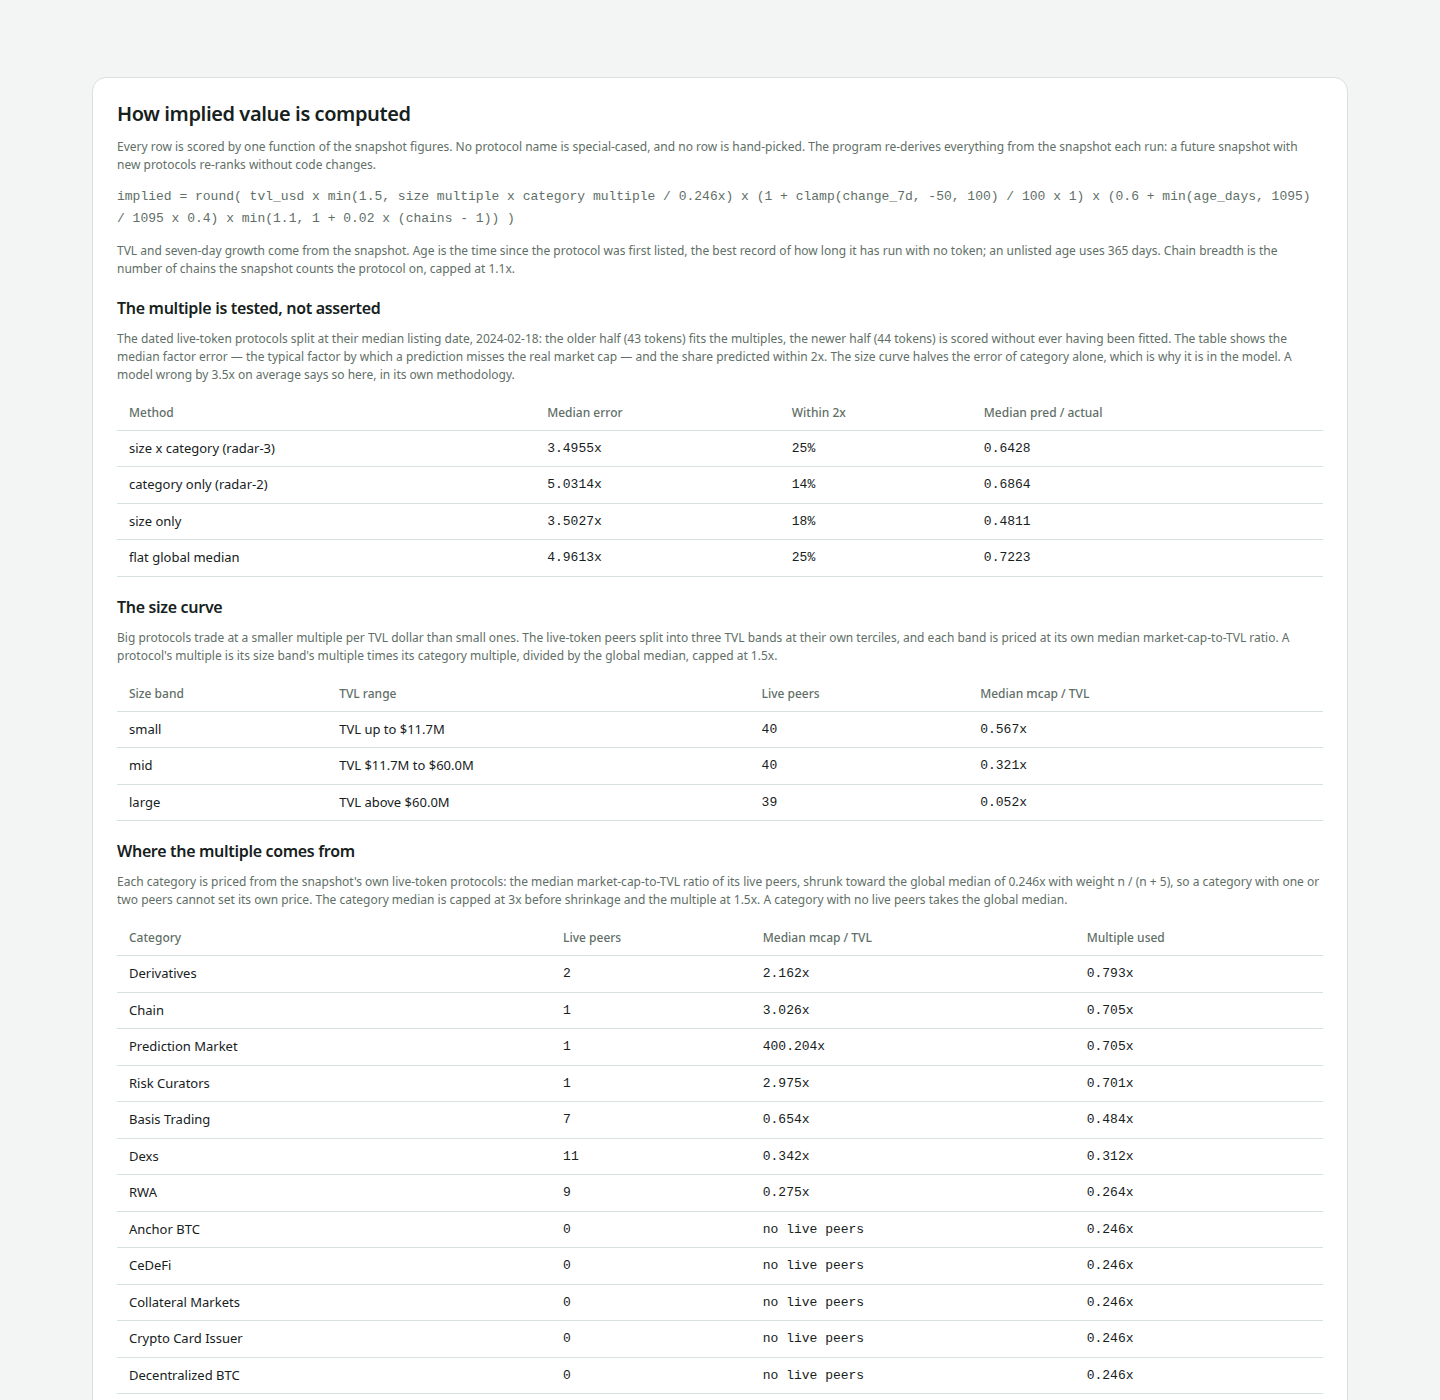 How implied value is computed
Every row is scored by one function of the snapshot figures. No protocol name is special-cased, and no row is hand-picked. The program re-derives everything from the snapshot each run: a future snapshot with
new protocols re-ranks without code changes.
implied = round( tvl_usd x min(1.5, size multiple x category multiple / 0.246x) x (1 + clamp(change_7d, -50, 100) / 100 x 1) x (0.6 + min(age_days, 1095)
/ 1095 x 0.4) x min(1.1, 1 + 0.02 x (chains - 1)) )
TVL and seven-day growth come from the snapshot. Age is the time since the protocol was first listed, the best record of how long it has run with no token; an unlisted age uses 365 days. Chain breadth is the
number of chains the snapshot counts the protocol on, capped at 1.1x.
The multiple is tested, not asserted
The dated live-token protocols split at their median listing date, 2024-02-18: the older half (43 tokens) fits the multiples, the newer half (44 tokens) is scored without ever having been fitted. The table shows the
median factor error — the typical factor by which a prediction misses the real market cap — and the share predicted within 2x. The size curve halves the error of category alone, which is why it is in the model. A
model wrong by 3.5x on average says so here, in its own methodology.
Method Median error Within 2x Median pred / actual
size x category (radar-3) 3.4955x 25% 0.6428
category only (radar-2) 5.0314x 14% 0.6864
size only 3.5027x 18% 0.4811
flat global median 4.9613x 25% 0.7223
The size curve
Big protocols trade at a smaller multiple per TVL dollar than small ones. The live-token peers split into three TVL bands at their own terciles, and each band is priced at its own median market-cap-to-TVL ratio. A
protocol's multiple is its size band's multiple times its category multiple, divided by the global median, capped at 1.5x.
Size band TVL range Live peers Median mcap / TVL
small TVL up to $11.7M 40 0.567x
mid TVL $11.7M to $60.0M 40 0.321x
large TVL above $60.0M 39 0.052x
Where the multiple comes from
Each category is priced from the snapshot's own live-token protocols: the median market-cap-to-TVL ratio of its live peers, shrunk toward the global median of 0.246x with weight n / (n + 5), so a category with one or
two peers cannot set its own price. The category median is capped at 3x before shrinkage and the multiple at 1.5x. A category with no live peers takes the global median.
Category Live peers Median mcap / TVL Multiple used
Derivatives 2 2.162x 0.793x
Chain 1 3.026x 0.705x
Prediction Market 1 400.204x 0.705x
Risk Curators 1 2.975x 0.701x
Basis Trading 7 0.654x 0.484x
Dexs 11 0.342x 0.312x
RWA 9 0.275x 0.264x
Anchor BTC 0 no live peers 0.246x
CeDeFi 0 no live peers 0.246x
Collateral Markets 0 no live peers 0.246x
Crypto Card Issuer 0 no live peers 0.246x
Decentralized BTC 0 no live peers 0.246x